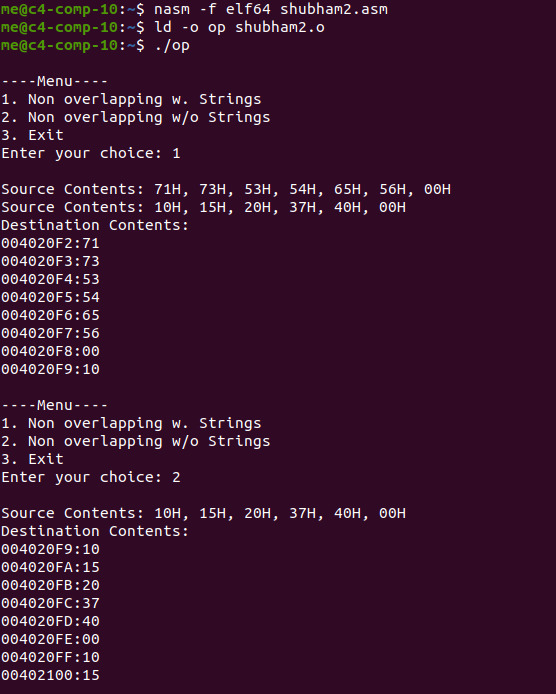 me@c4-comp-10:~$ nasm -f elf64 shubham2.asm
me@c4-comp-10:~$ ld -o op shubham2.o
me@c4-comp-10:~$ ./op
----Menu----
1. Non overlapping w. Strings
2. Non overlapping w/o Strings
3. Exit
Enter your choice: 1
Source Contents: 71H, 73H, 53H, 54H, 65H, 56H, 00H
Source Contents: 10H, 15H, 20H, 37H, 40H, 00H
Destination Contents:
004020F2:71
004020F3:73
004020F4:53
004020F5:54
004020F6:65
004020F7:56
004020F8:00
004020F9:10
----Menu----
1. Non overlapping w. Strings
2. Non overlapping w/o Strings
3. Exit
Enter your choice: 2
Source Contents: 10H, 15H, 20H, 37H, 40H, 00H
Destination Contents:
004020F9:10
004020FA:15
004020FB:20
004020FC:37
004020FD:40
004020FE:00
004020FF:10
00402100:15